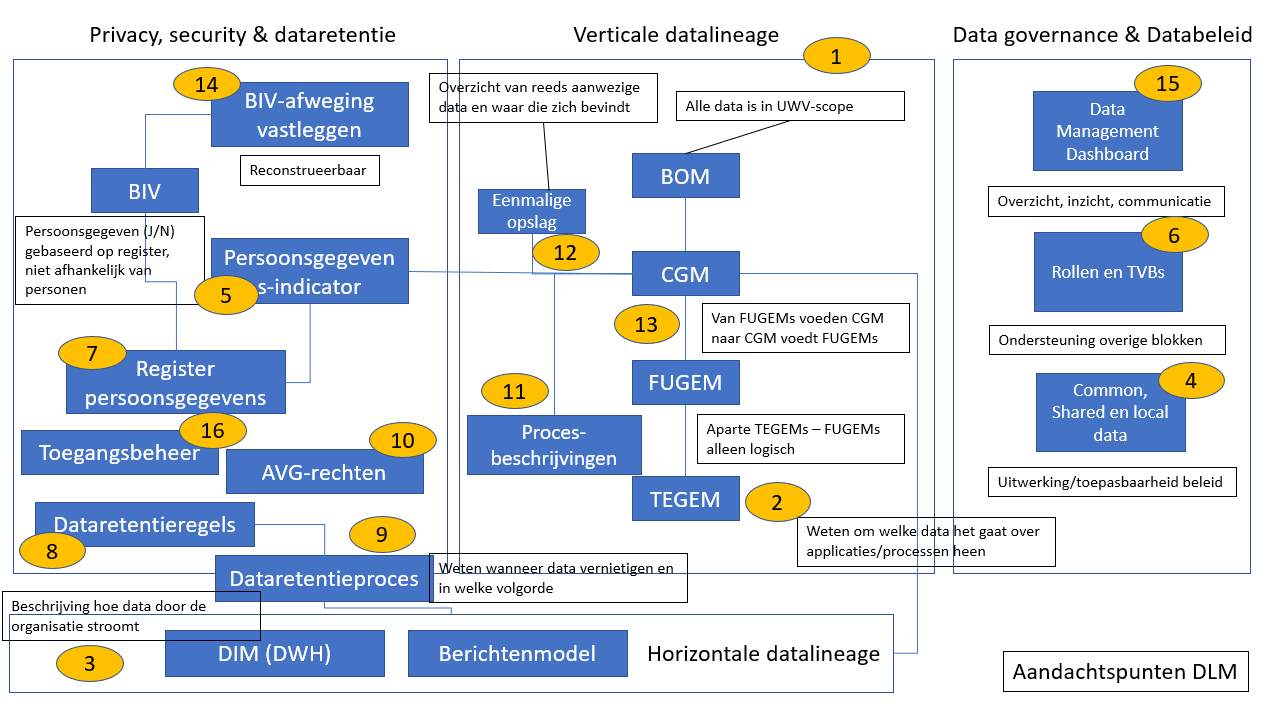 Privacy, security & dataretentie
Verticale datalineage
Data governance & Databeleid
14
BIV-afweging
vastleggen
Reconstrueerbaar
BIV
Persoonsgegeven (J/N)
gebaseerd op register,
niet afhankelijk van
personen
Persoonsgegeven
s-indicator
5
7
Register
persoonsgegevens
16
Toegangsbeheer
10
AVG-rechten
Dataretentieregels
8
9
Dataretentieproces
1
Overzicht van reeds aanwezige
data en waar die zich bevindt
Alle data is in UWV-scope
BOM
Eenmalige
opslag
12
CGM
13
Van FUGEMs voeden CGM
naar CGM voedt FUGEMs
FUGEM
11
Proces-
beschrijvingen
Aparte TEGEMs – FUGEMs
alleen logisch
TEGEM
2
Weten om welke data het gaat over
applicaties/processen heen
Weten wanneer data vernietigen en
in welke volgorde
15
Data
Management
Dashboard
Overzicht, inzicht, communicatie
6
Rollen en TVBs
Ondersteuning overige blokken
4
Common,
Shared en local
data
Uitwerking/toepasbaarheid beleid
Beschrijving hoe data door de
organisatie stroomt
3
DIM (DWH)
Berichtenmodel
Horizontale datalineage
Aandachtspunten DLM